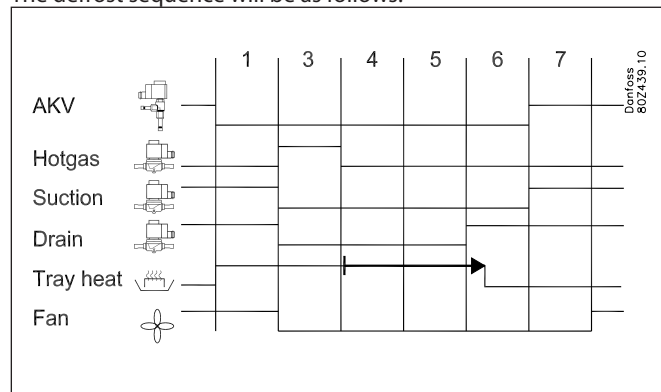 The defrost sequence will be as follows:
1 3 4 5 6 7
AKV
Hotgas
Suction
Drain
Tray heat
Fan
Danfoss
80Z439.10